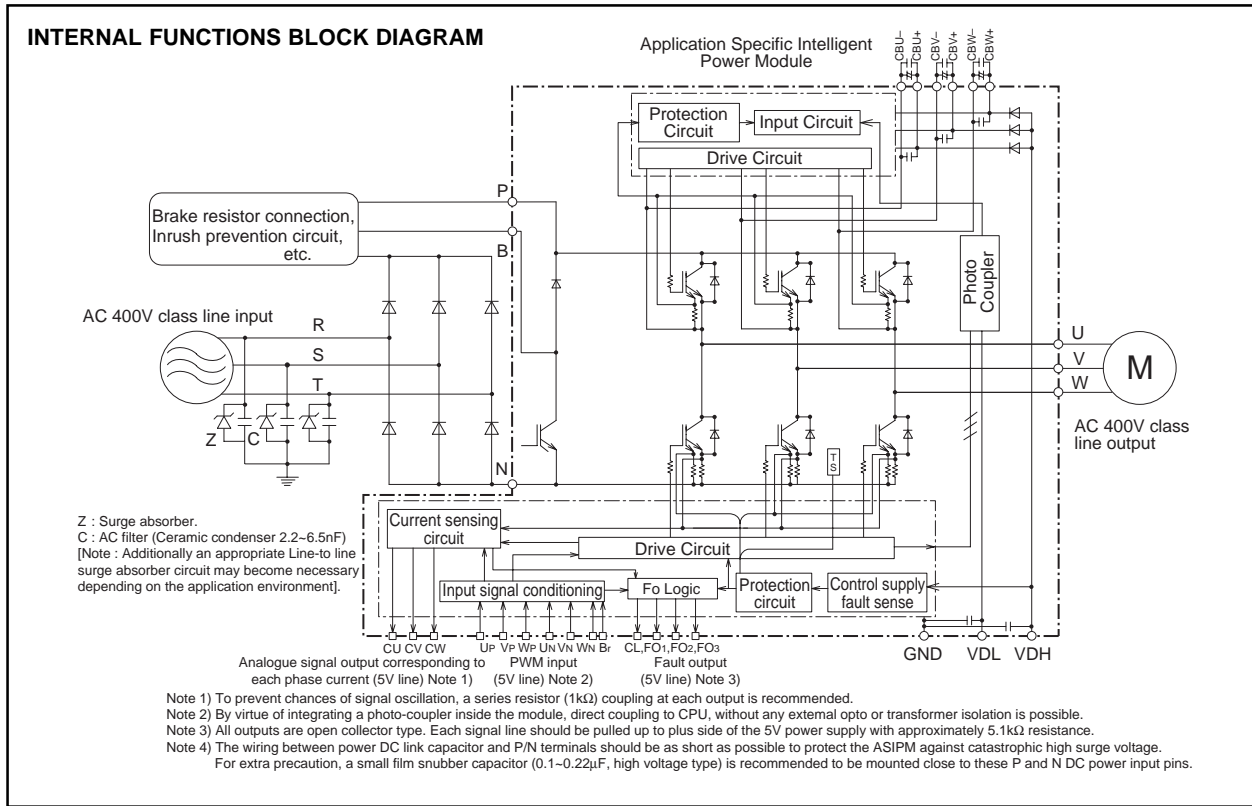 INTERNAL FUNCTIONS BLOCK DIAGRAM
Application Specific Intelligent
Power Module
CBU–
CBU+
CBV–
CBV+
CBW–
CBW+
Protection
Circuit
Input Circuit
Drive Circuit
P
Brake resistor connection,
Inrush prevention circuit,
etc.
B
Photo
Coupler
AC 400V class line input
R
S
T
U
V
W
M
AC 400V class
line output
Z
C
N
TS
Z : Surge absorber.
C : AC filter (Ceramic condenser 2.2~6.5nF)
[Note : Additionally an appropriate Line-to line
surge absorber circuit may become necessary
depending on the application environment].
Current sensing
circuit
Drive Circuit
Input signal conditioning
Fo Logic
Protection
circuit
Control supply
fault sense
CU CV CW
UP VP WP UN VN WN Br
CL,FO1,FO2,FO3
GND VDL VDH
Analogue signal output corresponding to
each phase current (5V line) Note 1)
PWM input
(5V line) Note 2)
Fault output
(5V line) Note 3)
Note 1) To prevent chances of signal oscillation, a series resistor (1kΩ) coupling at each output is recommended.
Note 2) By virtue of integrating a photo-coupler inside the module, direct coupling to CPU, without any external opto or transformer isolation is possible.
Note 3) All outputs are open collector type. Each signal line should be pulled up to plus side of the 5V power supply with approximately 5.1kΩ resistance.
Note 4) The wiring between power DC link capacitor and P/N terminals should be as short as possible to protect the ASIPM against catastrophic high surge voltage.
For extra precaution, a small film snubber capacitor (0.1~0.22µF, high voltage type) is recommended to be mounted close to these P and N DC power input pins.